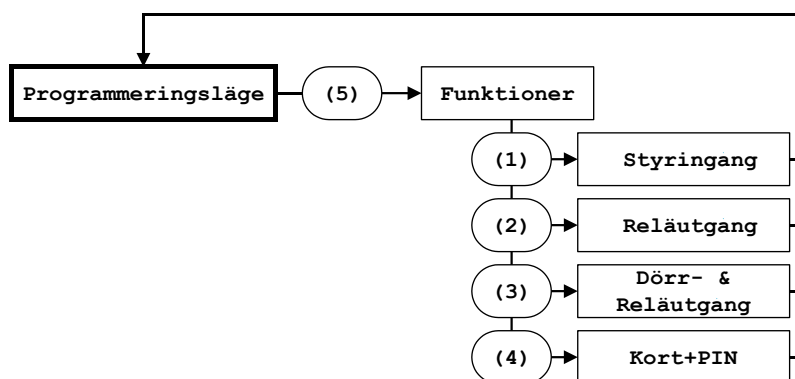 Programmeringsläge
(5)
Funktioner
(1)
Styringang
(2)
Reläutgang
(3)
Dörr- &
Reläutgang
(4)
Kort+PIN